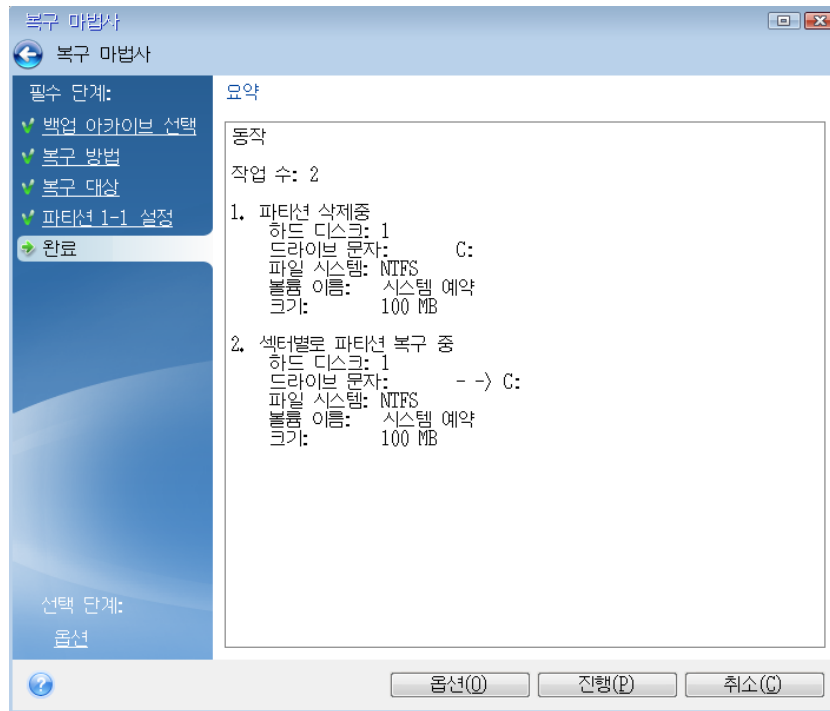 복구 마법사
복구 마법사
필수 단계:
백업 아카이브 선택
복구 방법
복구 대상
파티션 1-1 설정
완료
선택 단계:
옵션
요약
동작
작업 수: 2
1. 파티션 삭제중
하드 디스크: 1
드라이브 문자: C:
파일 시스템: NTFS
볼륨 이름: 시스템 예약
크기: 100 MB
2. 섹터별로 파티션 복구 중
하드 디스크: 1
드라이브 문자: - -> C:
파일 시스템: NTFS
볼륨 이름: 시스템 예약
크기: 100 MB
옵션(O) 진행(P) 취소(C)